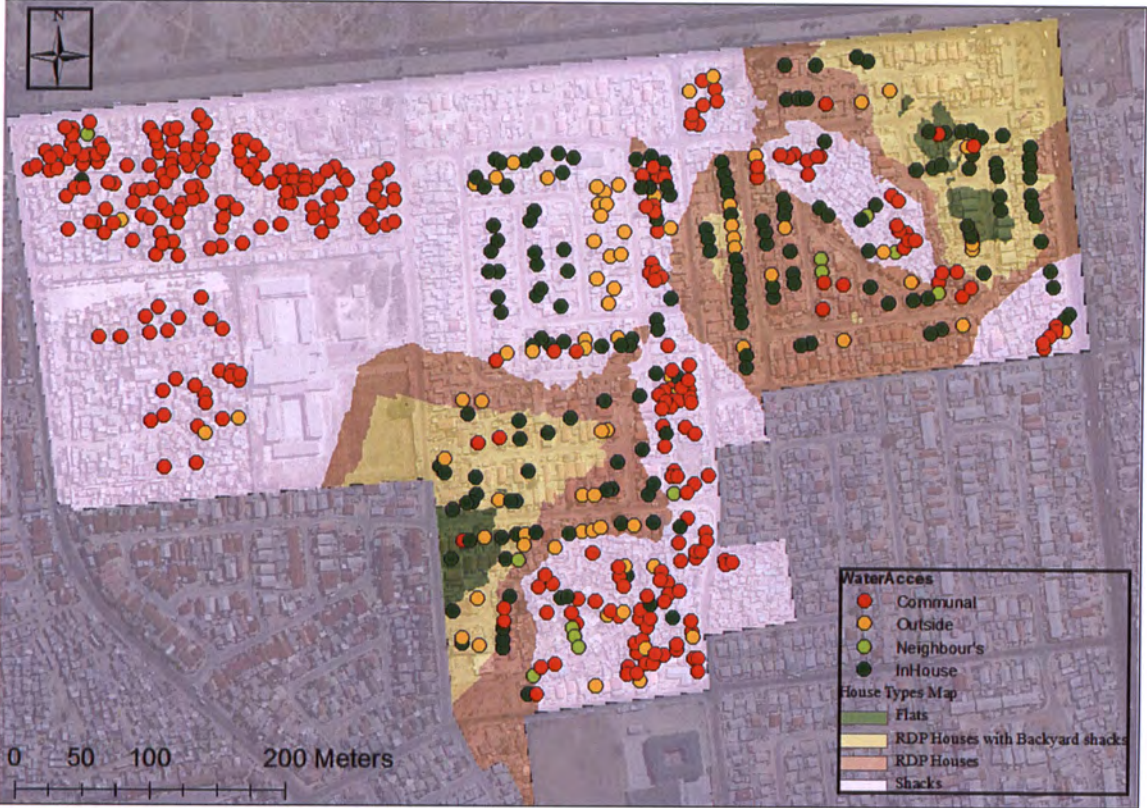 N
WaterAcces
Communal
Outside
Neighbour's
InHouse
House Types Map
Flats
RDP Houses with Backyard shacks
RDP Houses
Shacks
0 50 100 200 Meters